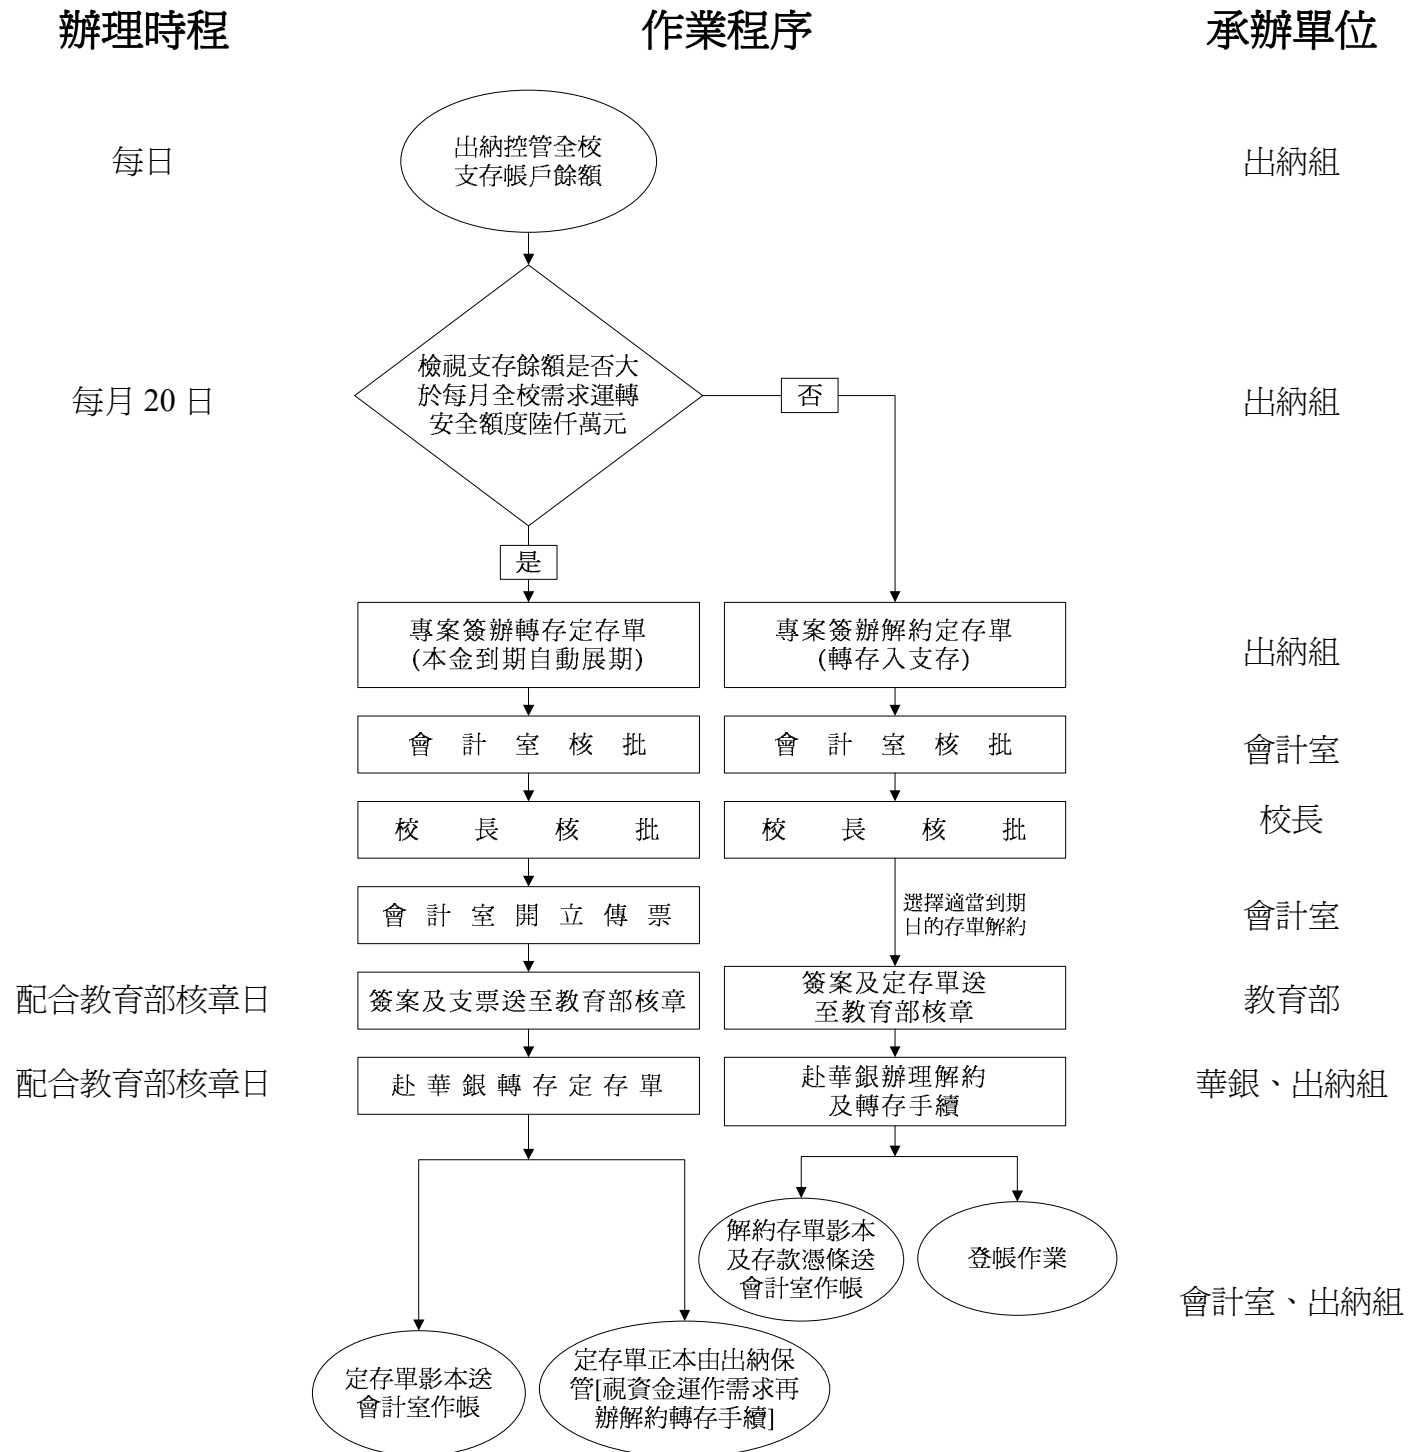 辦理時程
作業程序
承辦單位
每日
出納控管全校
支存帳戶餘額
出納組
每月 20 日
檢視支存餘額是否大
於每月全校需求運轉
安全額度陸仟萬元
否
出納組
是
專案簽辦轉存定存單
(本金到期自動展期)
專案簽辦解約定存單
(轉存入支存)
出納組
會計室核批
會計室核批
會計室
校長核批
校長核批
校長
會計室開立傳票
選擇適當到期
日的存單解約
會計室
配合教育部核章日
簽案及支票送至教育部核章
簽案及定存單送
至教育部核章
教育部
配合教育部核章日
赴華銀轉存定存單
赴華銀辦理解約
及轉存手續
華銀、出納組
解約存單影本
及存款憑條送
會計室作帳
登帳作業
會計室、出納組
定存單影本送
會計室作帳
定存單正本由出納保
管[視資金運作需求再
辦解約轉存手續]